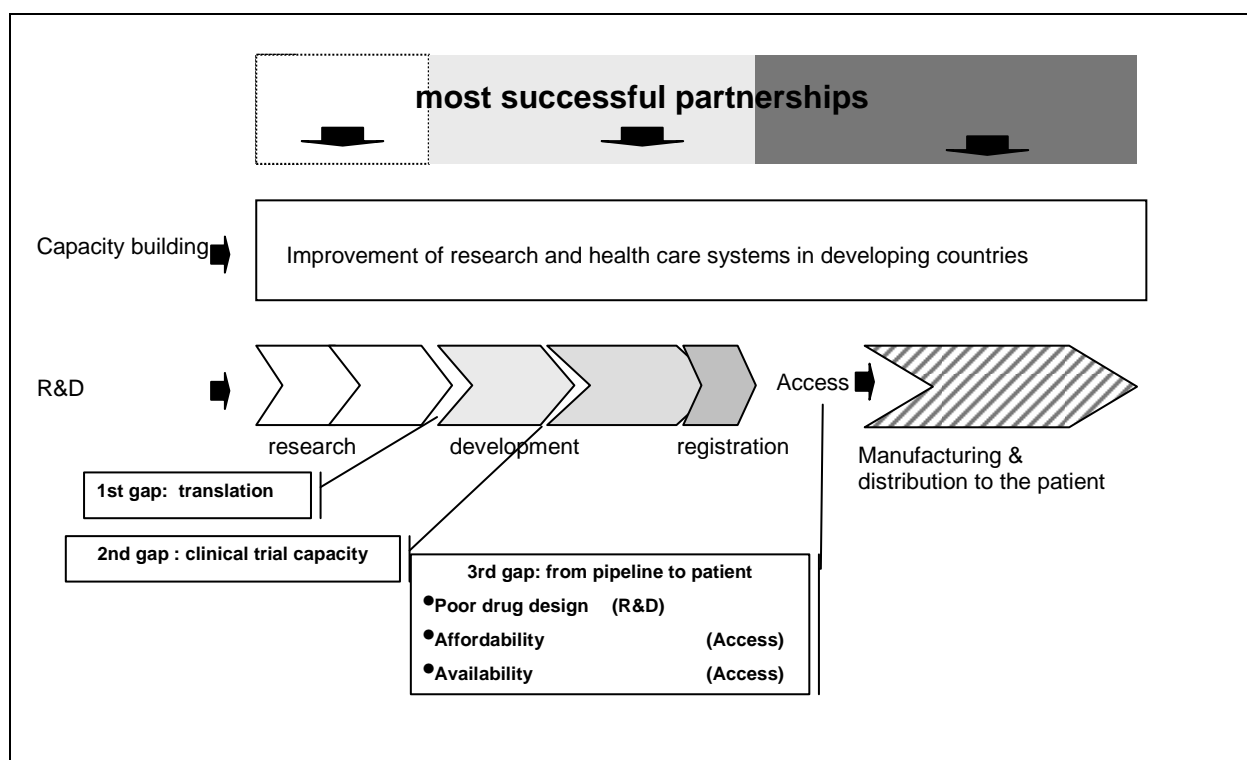 most successful partnerships
Capacity building
Improvement of research and health care systems in developing countries
R&D
Access
research
development
registration
Manufacturing &
distribution to the patient
1st gap: translation
2nd gap : clinical trial capacity
3rd gap: from pipeline to patient
•Poor drug design (R&D)
•Affordability (Access)
•Availability (Access)